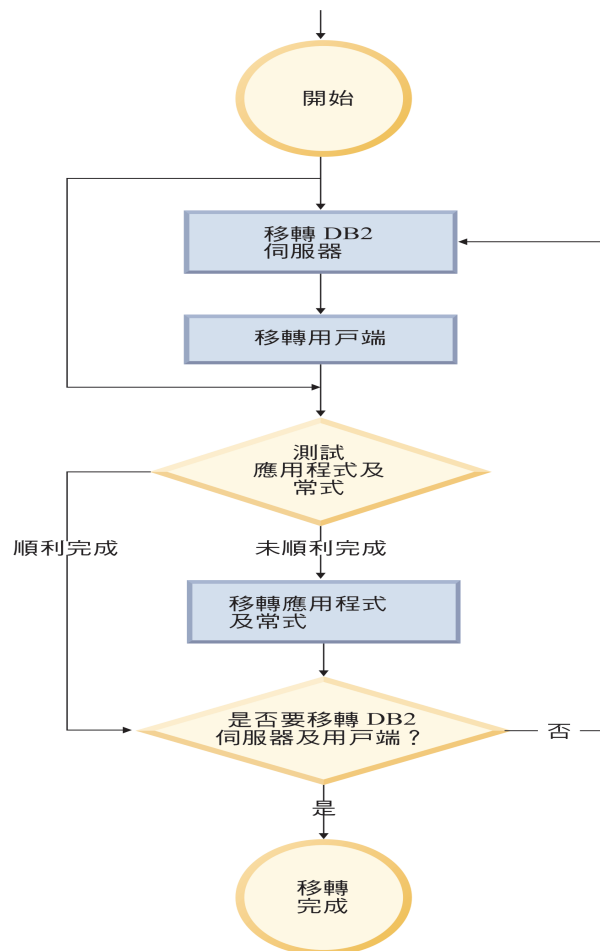 開始
移轉 DB2
伺服器
移轉用戶端
測試
應用程式及
常式
順利完成
未順利完成
移轉應用程式
及常式
是否要移轉 DB2
伺服器及用戶端？
否
是
移轉
完成